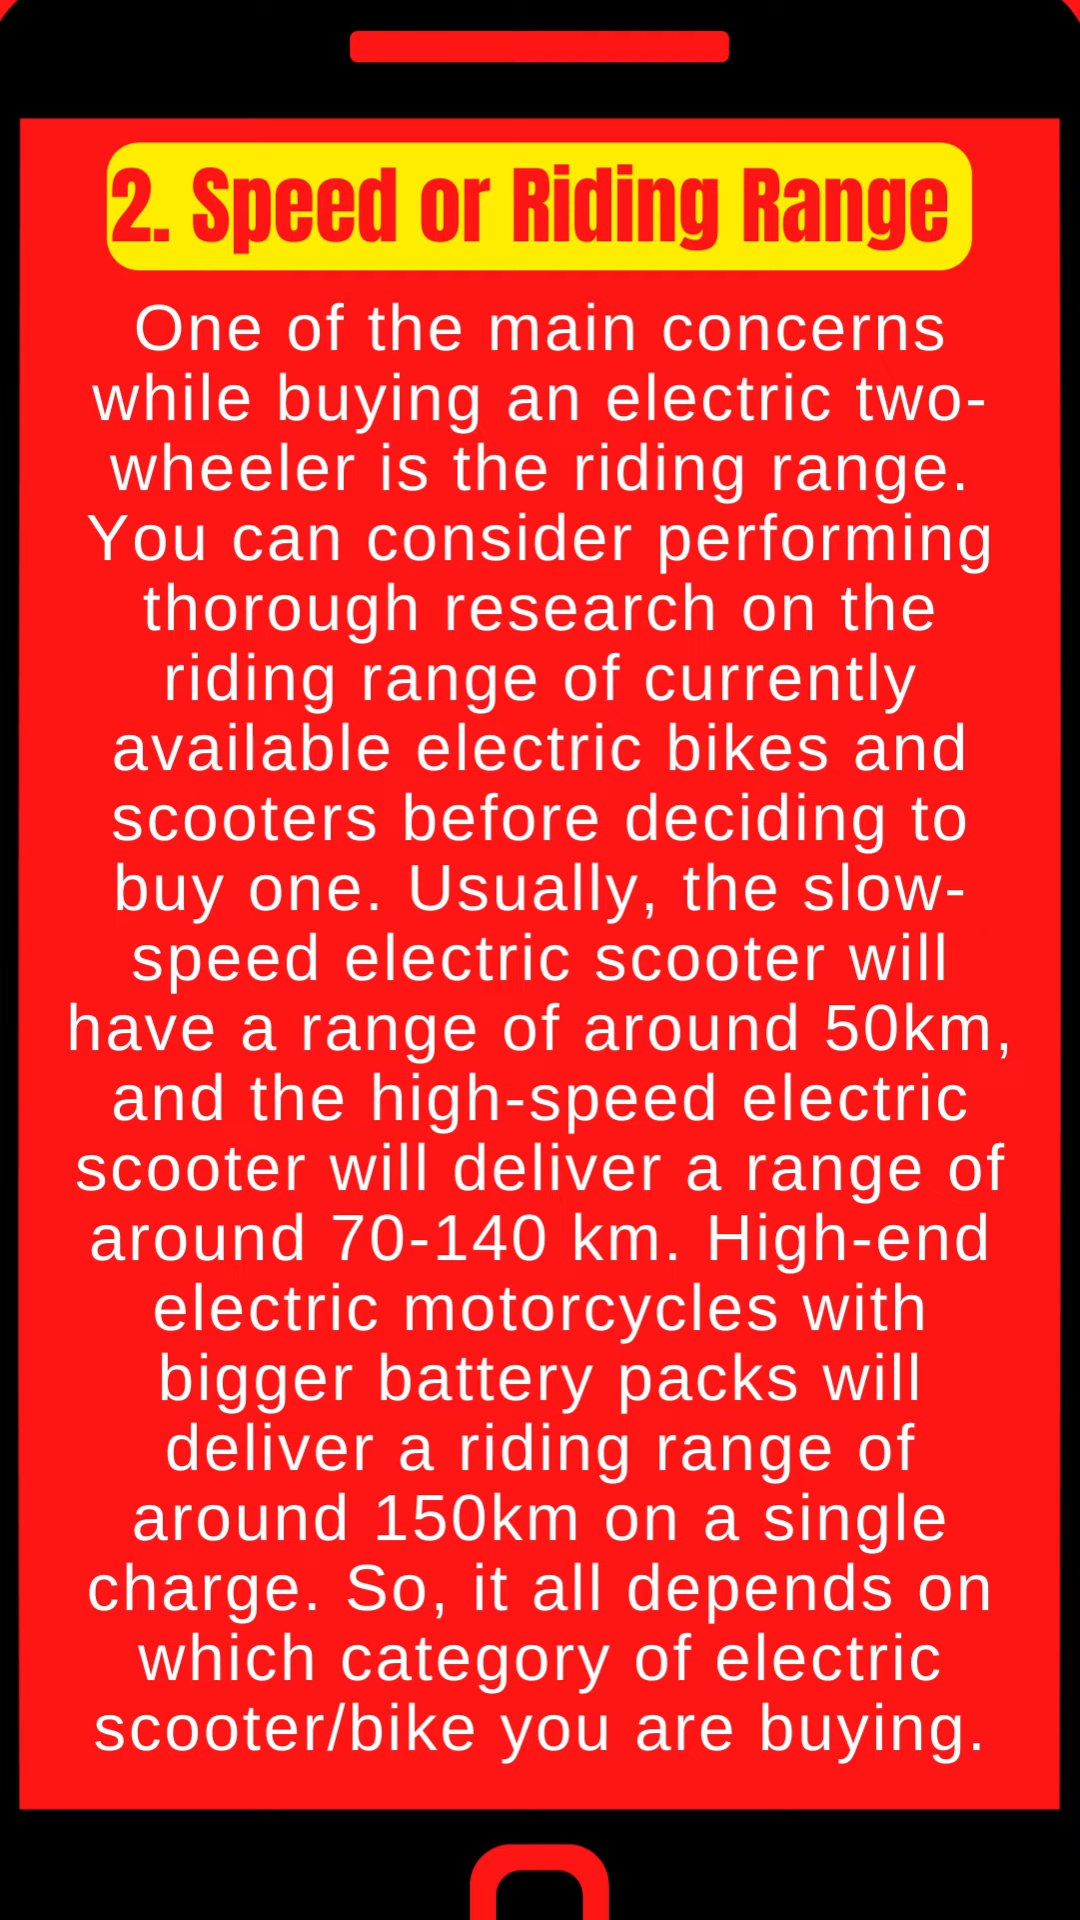 2. Speed or Riding Range
One of the main concerns
while buying an electric two-
wheeler is the riding range.
You can consider performing
thorough research on the
riding range of currently
available electric bikes and
scooters before deciding to
buy one. Usually, the slow-
speed electric scooter will
have a range of around 50km,
and the high-speed electric
scooter will deliver a range of
around 70-140 km. High-end
electric motorcycles with
bigger battery packs will
deliver a riding range of
around 150km on a single
charge. So, it all depends on
which category of electric
scooter/bike you are buying.